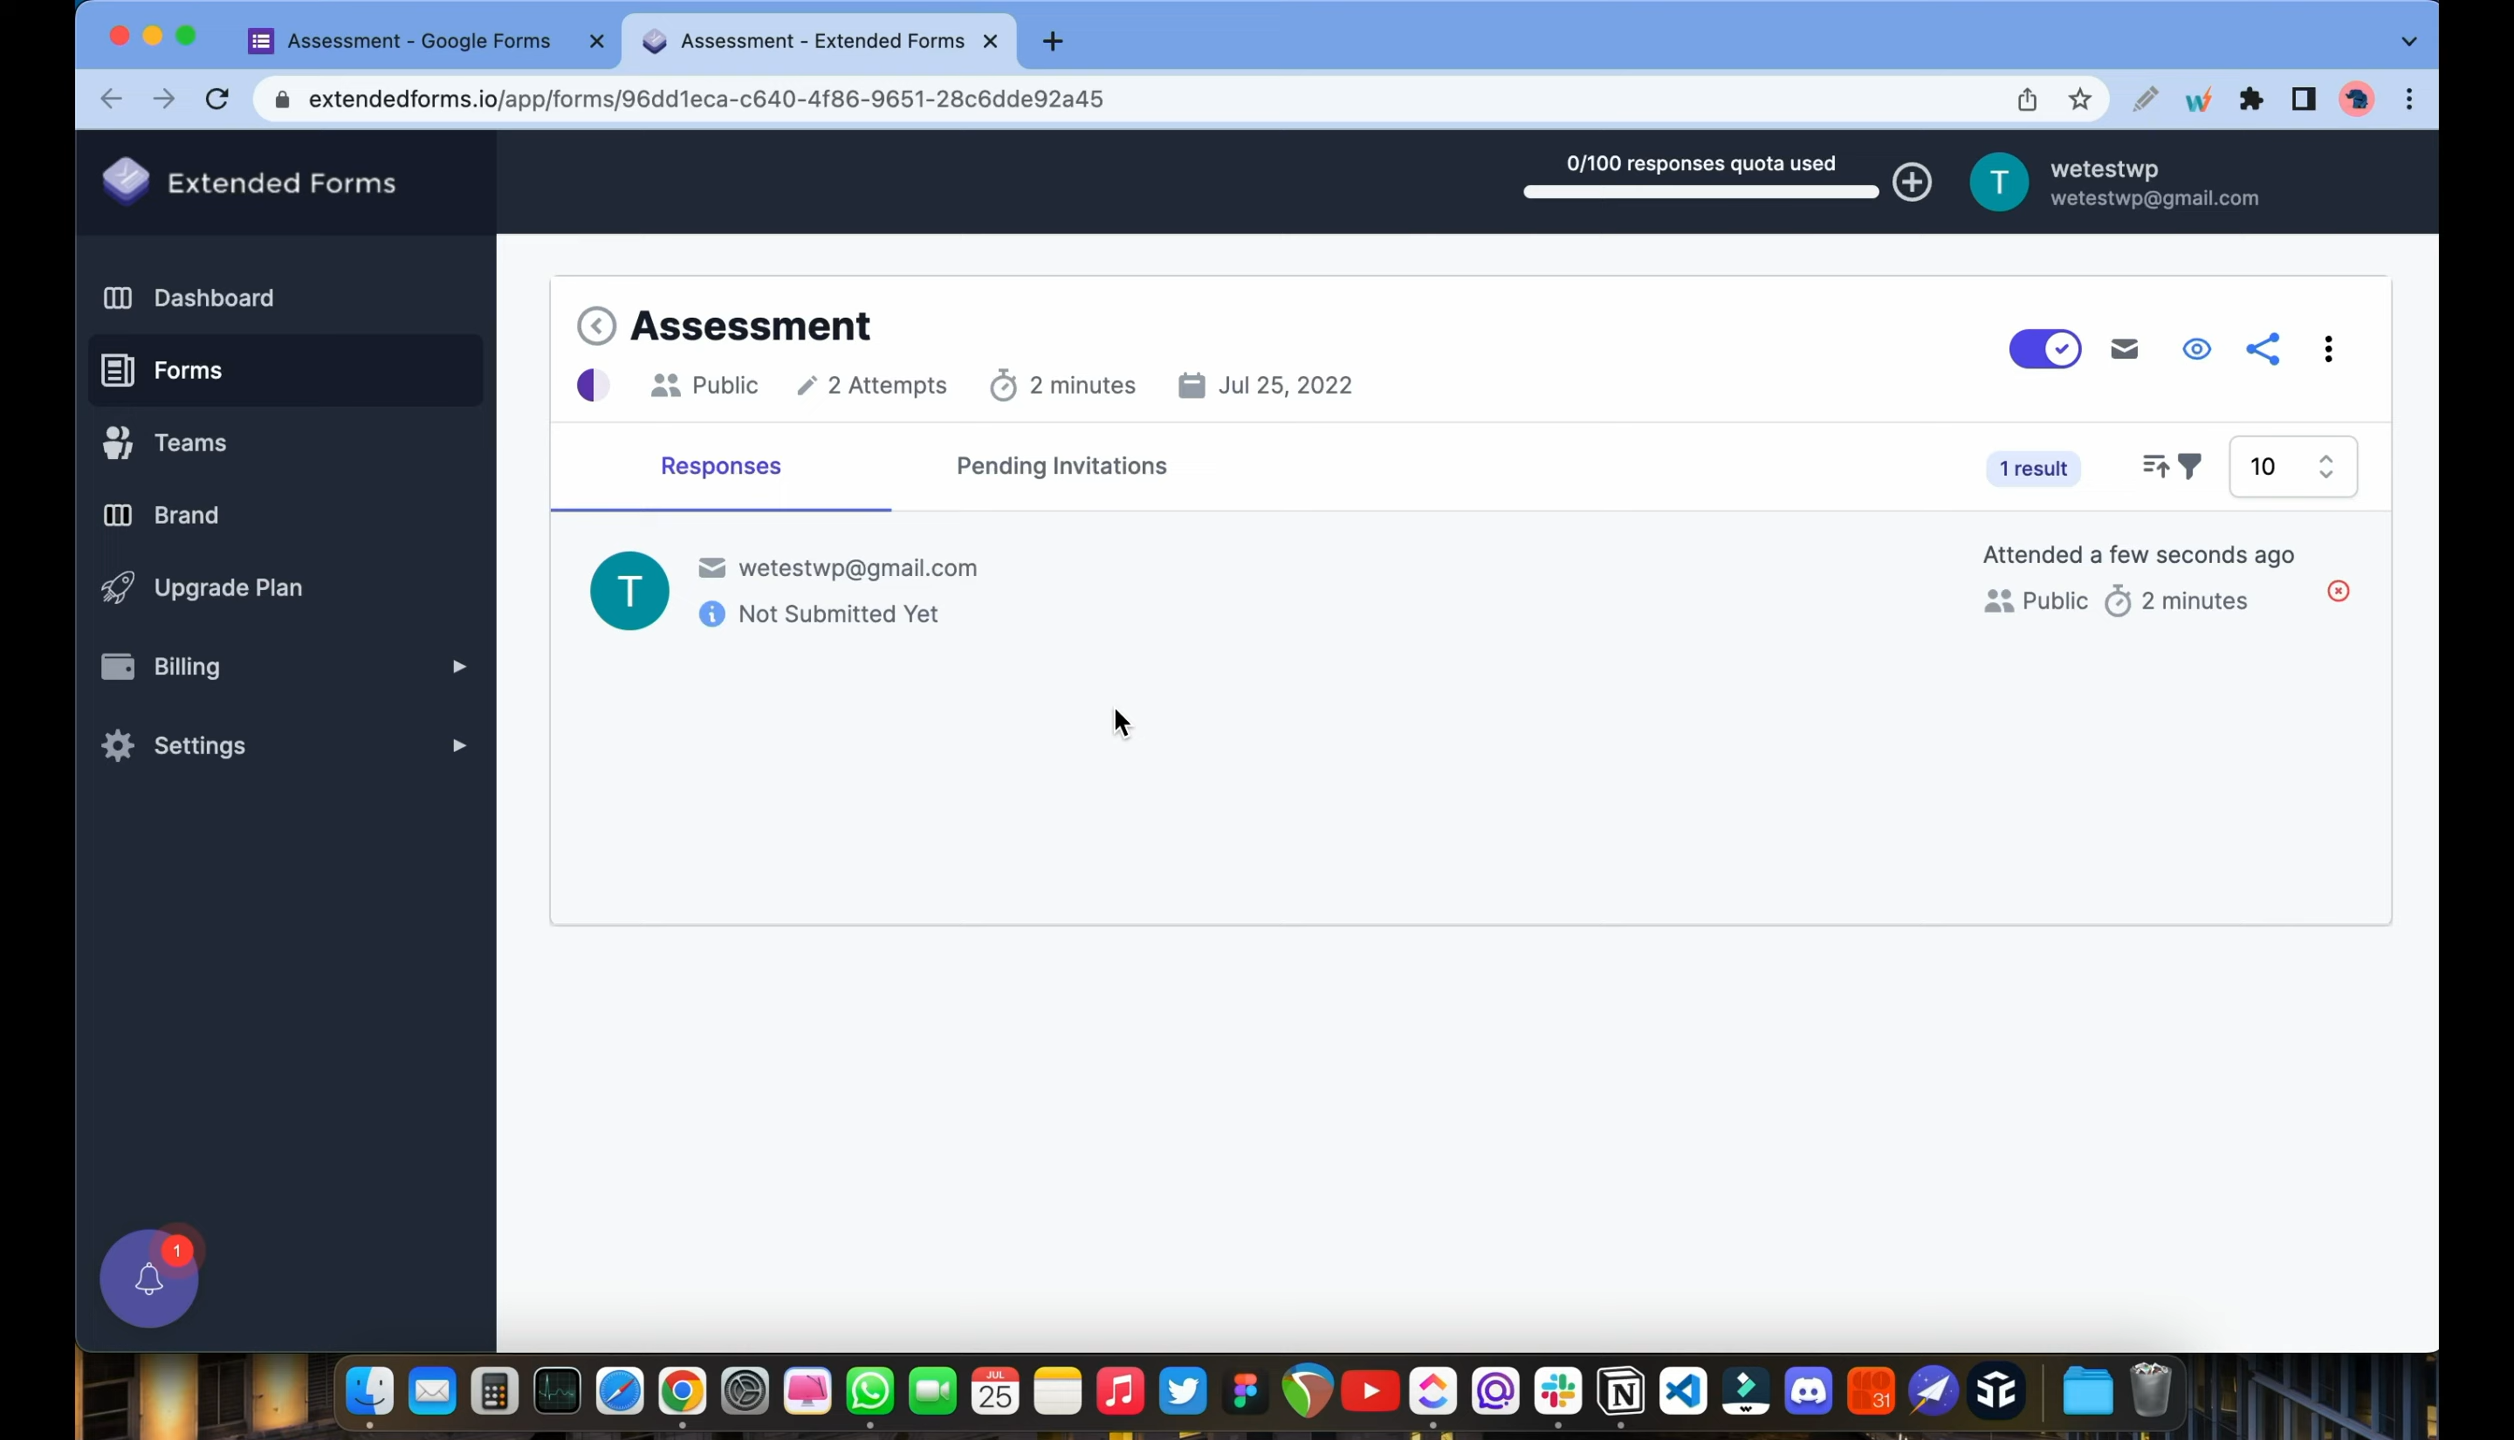 Assessment - Google Forms
Assessment - Extended Forms
extendedforms.io/app/forms/96dd1eca-c640-4f86-9651-28c6dde92a45
Extended Forms
0/100 responses quota used
T
wetestwp
wetestwp@gmail.com
Dashboard
Forms
Teams
Brand
Upgrade Plan
Billing
Settings
1
Assessment
Public 2 Attempts 2 minutes Jul 25, 2022
Responses Pending Invitations 1 result 10
T
wetestwp@gmail.com
Not Submitted Yet
Attended a few seconds ago
Public 2 minutes
JUL
25
31